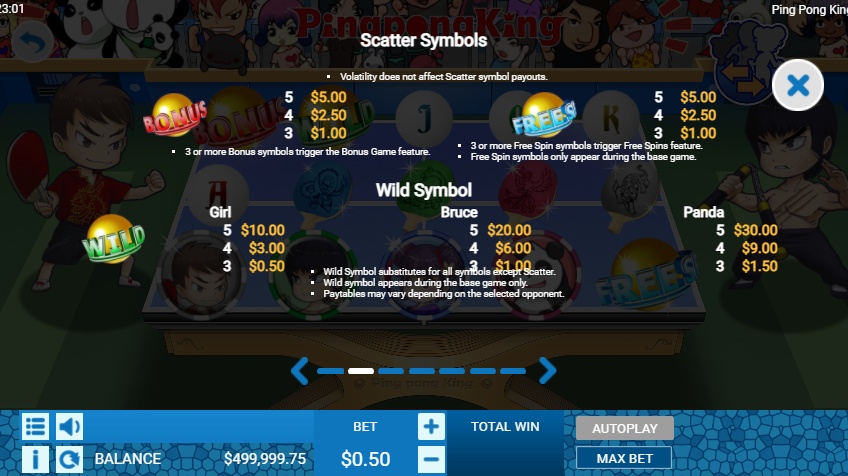 23:01
Ping Pong King
PingpongKing
Scatter Symbols
Volatility does not affect Scatter symbol payouts.
BONUS
5 $5.00
4 $2.50
3 $1.00
3 or more Bonus symbols trigger the Bonus Game feature.
FREES!
5 $5.00
4 $2.50
3 $1.00
3 or more Free Spin symbols trigger Free Spins feature.
Free Spin symbols only appear during the base game.
BONUS
J
K
A
Wild Symbol
WILD
Girl
5 $10.00
4 $3.00
3 $0.50
Bruce
5 $20.00
4 $6.00
3 $1.00
Panda
5 $30.00
4 $9.00
3 $1.50
Wild Symbol substitutes for all symbols except Scatter.
Wild symbol appears during the base game only.
Paytables may vary depending on the selected opponent.
FREES!
Ping pong King
BALANCE $499,999.75
BET
$0.50
TOTAL WIN
AUTOPLAY
MAX BET